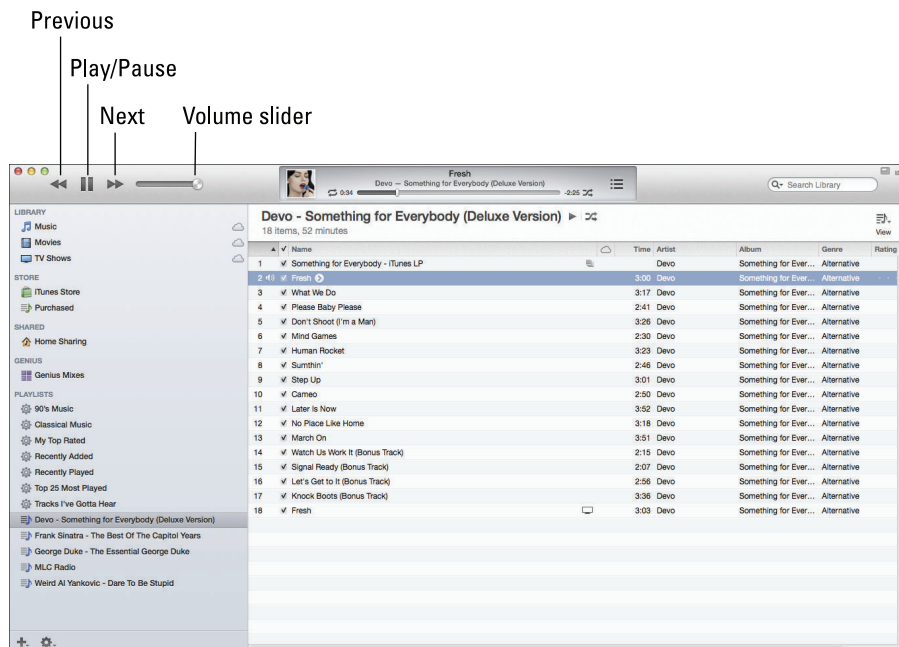 Previous
Play/Pause
Next Volume slider
Fresh
Devo — Something for Everybody (Deluxe Version)
0:34 -2:25
Search Library
LIBRARY
Music
Movies
TV Shows
STORE
iTunes Store
Purchased
SHARED
Home Sharing
GENIUS
Genius Mixes
PLAYLISTS
90's Music
Classical Music
My Top Rated
Recently Added
Recently Played
Top 25 Most Played
Tracks I've Gotta Hear
Devo - Something for Everybody (Deluxe Version)
Frank Sinatra - The Best Of The Capitol Years
George Duke - The Essential George Duke
MLC Radio
Weird Al Yankovic - Dare To Be Stupid
Devo - Something for Everybody (Deluxe Version)
18 items, 52 minutes
View
Name Time Artist Album Genre Rating
1 Something for Everybody - iTunes LP Devo Something for Ever... Alternative
2 Fresh 3:00 Devo Something for Ever... Alternative
3 What We Do 3:17 Devo Something for Ever... Alternative
4 Please Baby Please 2:41 Devo Something for Ever... Alternative
5 Don't Shoot (I'm a Man) 3:26 Devo Something for Ever... Alternative
6 Mind Games 2:30 Devo Something for Ever... Alternative
7 Human Rocket 3:23 Devo Something for Ever... Alternative
8 Sumthin' 2:46 Devo Something for Ever... Alternative
9 Step Up 3:01 Devo Something for Ever... Alternative
10 Cameo 2:50 Devo Something for Ever... Alternative
11 Later Is Now 3:52 Devo Something for Ever... Alternative
12 No Place Like Home 3:18 Devo Something for Ever... Alternative
13 March On 3:51 Devo Something for Ever... Alternative
14 Watch Us Work It (Bonus Track) 2:15 Devo Something for Ever... Alternative
15 Signal Ready (Bonus Track) 2:07 Devo Something for Ever... Alternative
16 Let's Get to It (Bonus Track) 2:56 Devo Something for Ever... Alternative
17 Knock Boots (Bonus Track) 3:36 Devo Something for Ever... Alternative
18 Fresh 3:03 Devo Something for Ever... Alternative